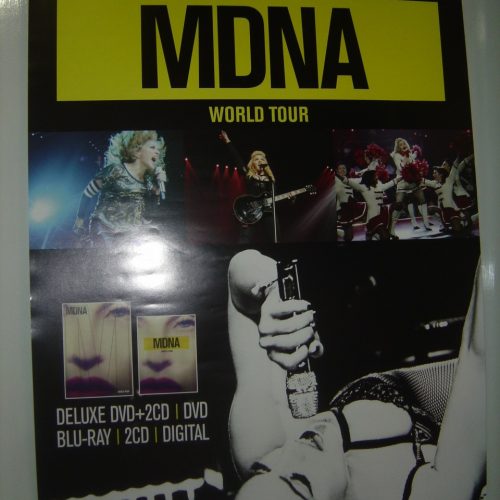 MDNA
WORLD TOUR
MDNA
MDNA
DELUXE DVD+2CD | DVD
BLU-RAY | 2CD | DIGITAL